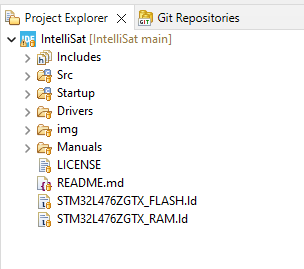 Project Explorer Git Repositories
IntelliSat [IntelliSat main]
Includes
Src
Startup
Drivers
img
Manuals
LICENSE
README.md
STM32L476ZGTX_FLASH.ld
STM32L476ZGTX_RAM.ld